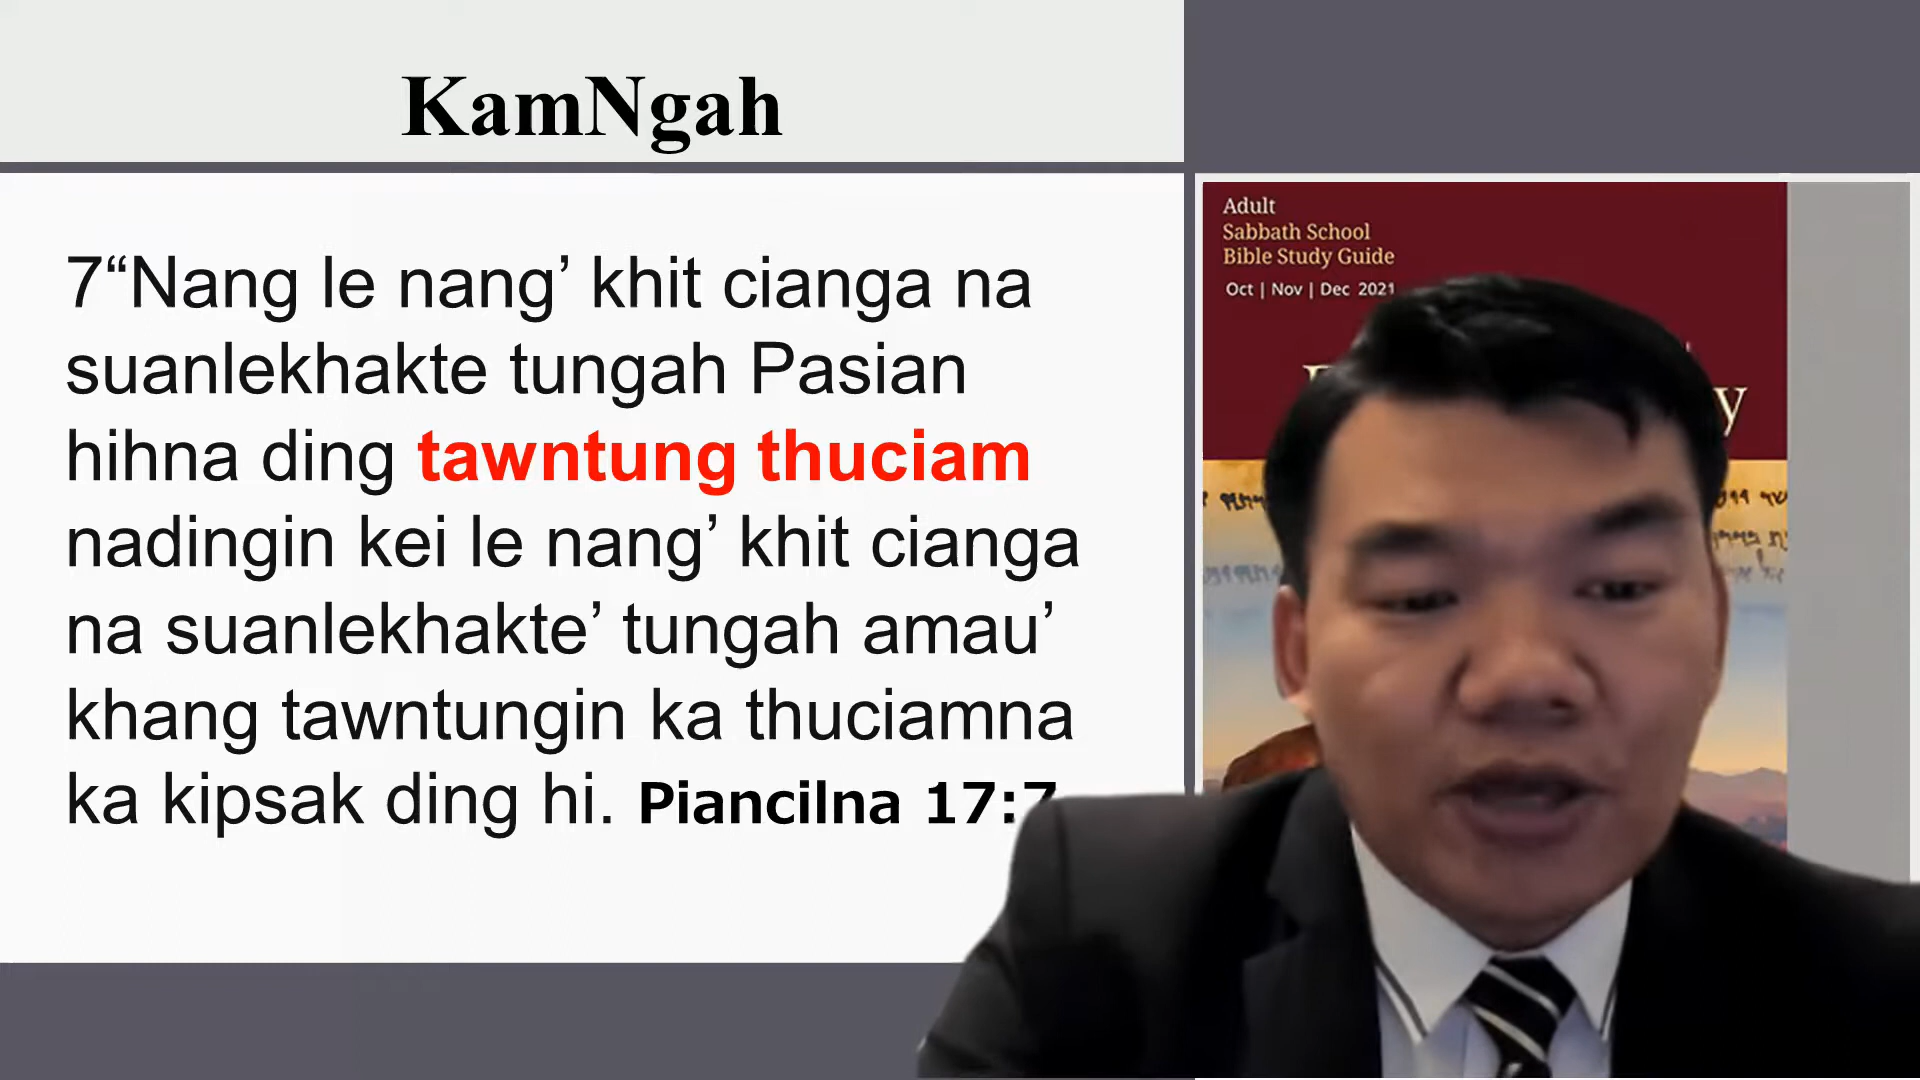 KamNgah
7“Nang le nang’ khit cianga na
suanlekhakte tungah Pasian
hihna ding tawntung thuciam
nadingin kei le nang’ khit cianga
na suanlekhakte’ tungah amau’
khang tawntungin ka thuciamna
ka kipsak ding hi. Piancilna 17:7
Adult
Sabbath School
Bible Study Guide
Oct | Nov | Dec 2021